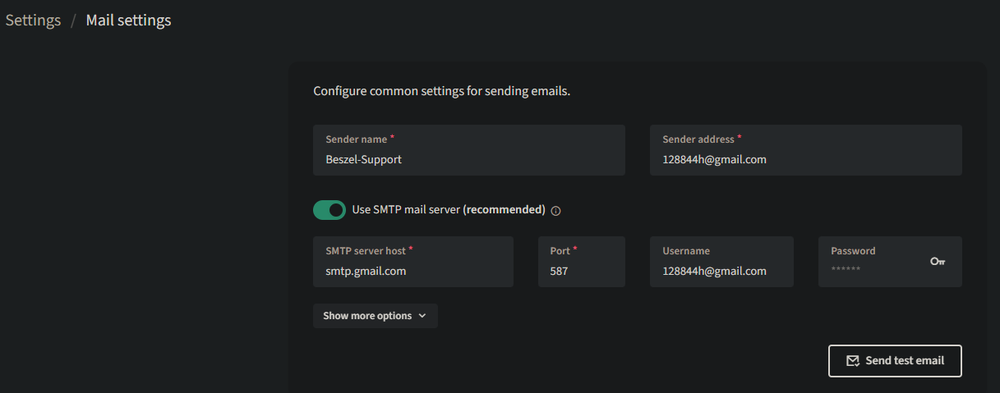 Settings / Mail settings
Configure common settings for sending emails.
Sender name *
Beszel-Support
Sender address *
128844h@gmail.com
Use SMTP mail server (recommended)
SMTP server host *
smtp.gmail.com
Port *
587
Username
128844h@gmail.com
Password
******
Show more options
Send test email